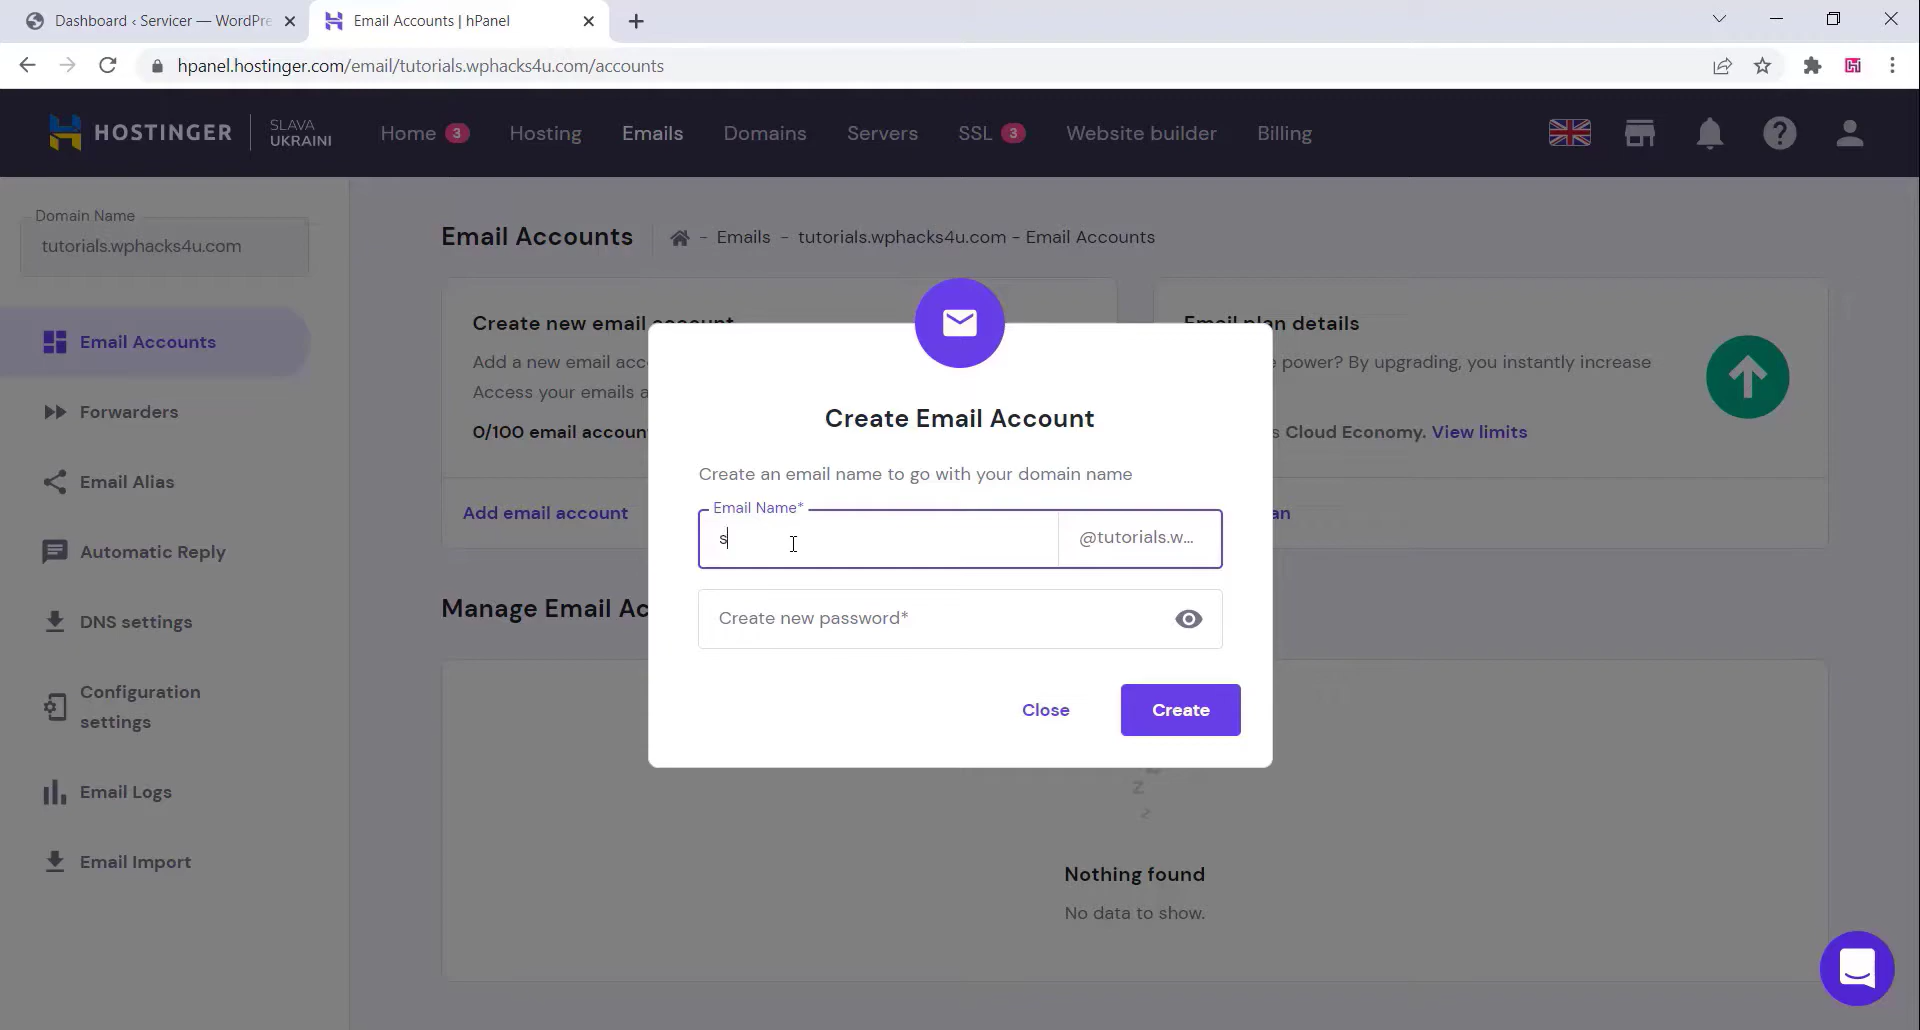 Dashboard ‹ Servicer — WordPre
Email Accounts | hPanel
hpanel.hostinger.com/email/tutorials.wphacks4u.com/accounts
HOSTINGER
SLAVA
UKRAINI
Home 3
Hosting
Emails
Domains
Servers
SSL 3
Website builder
Billing
Domain Name
tutorials.wphacks4u.com
Email Accounts
Forwarders
Email Alias
Automatic Reply
DNS settings
Configuration
settings
Email Logs
Email Import
Email Accounts
- Emails - tutorials.wphacks4u.com - Email Accounts
Create new email account
Add a new email acc
Access your emails a
0/100 email accoun
Add email account
Email plan details
power? By upgrading, you instantly increase
s Cloud Economy. View limits
an
Manage Email Ac
Create Email Account
Create an email name to go with your domain name
Email Name*
s
@tutorials.w...
Create new password*
Close
Create
z
z
Nothing found
No data to show.